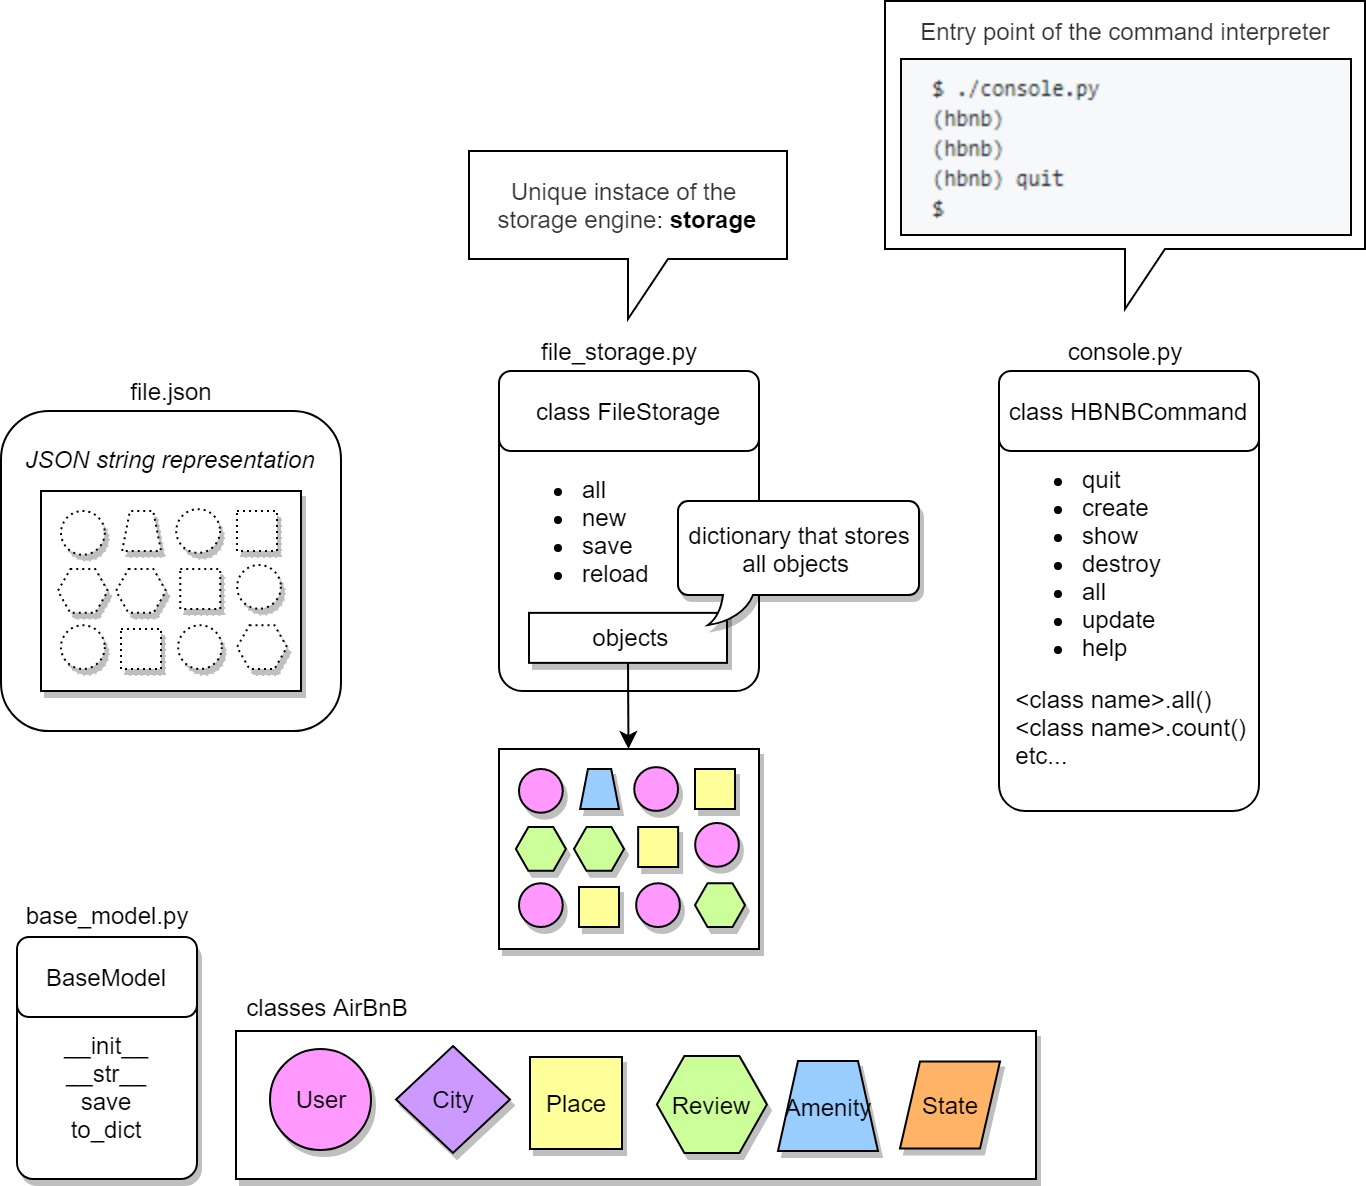 Entry point of the command interpreter
$ ./console.py
(hbnb)
(hbnb)
(hbnb) quit
$
Unique instace of the
storage engine: storage
file_storage.py
class FileStorage
all
new
save
reload
dictionary that stores
all objects
objects
console.py
class HBNBCommand
quit
create
show
destroy
all
update
help
<class name>.all()
<class name>.count()
etc...
file.json
JSON string representation
base_model.py
BaseModel
__init__
__str__
save
to_dict
classes AirBnB
User
City
Place
Review
Amenity
State